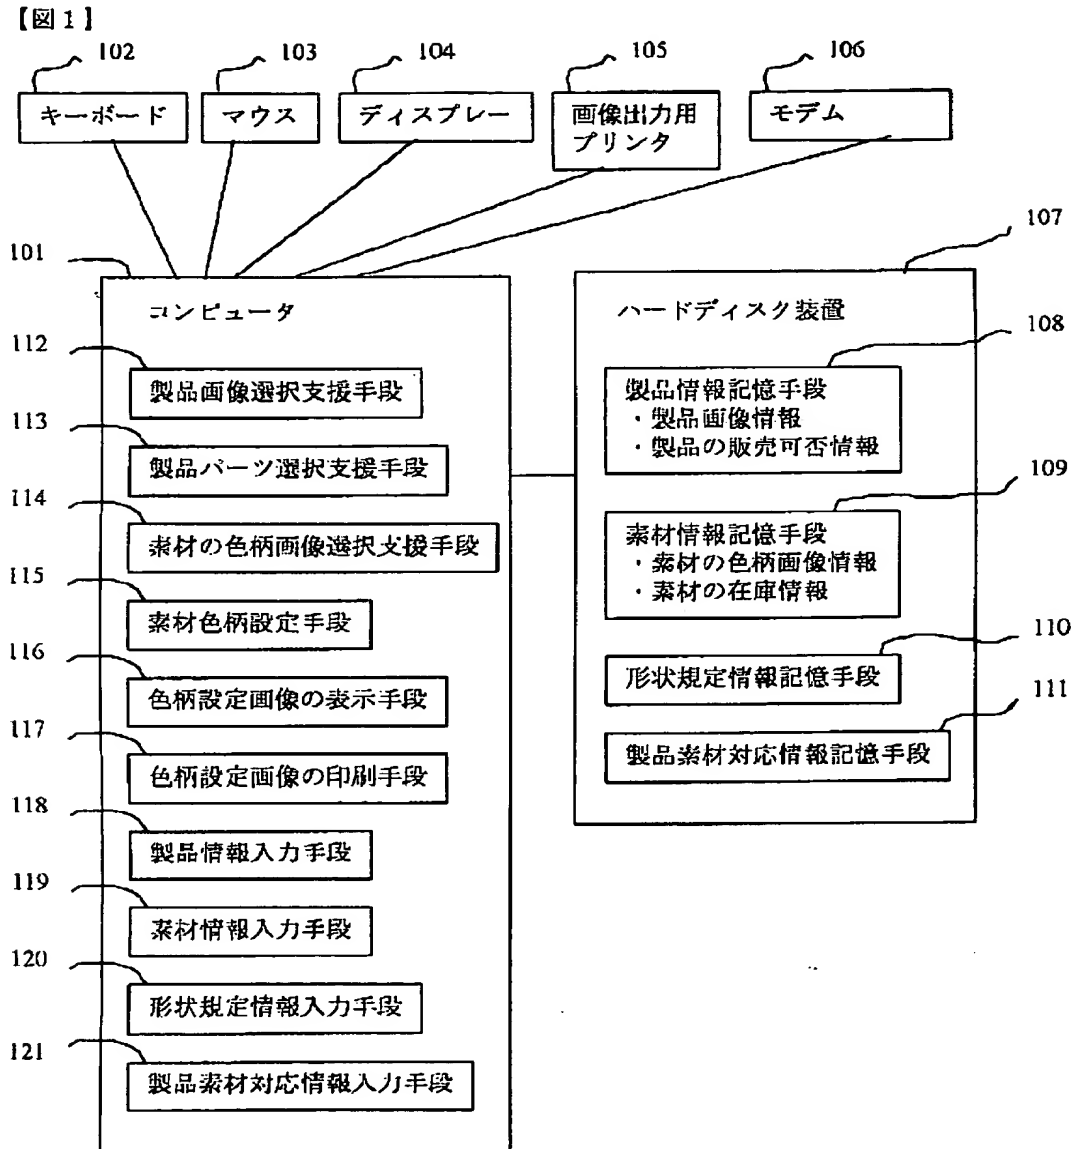 【図1】
102
103
104
105
106
キーボード
マウス
ディスプレー
画像出力用
プリンタ
モデム
101
107
コンピュータ
ハードディスク装置
112
製品画像選択支援手段
113
製品パーツ選択支援手段
114
素材の色柄画像選択支援手段
115
素材色柄設定手段
116
色柄設定画像の表示手段
117
色柄設定画像の印刷手段
118
製品情報入力手段
119
素材情報入力手段
120
形状規定情報入力手段
121
製品素材対応情報入力手段
108
製品情報記憶手段
・製品画像情報
・製品の販売可否情報
109
素材情報記憶手段
・素材の色柄画像情報
・素材の在庫情報
110
形状規定情報記憶手段
111
製品素材対応情報記憶手段